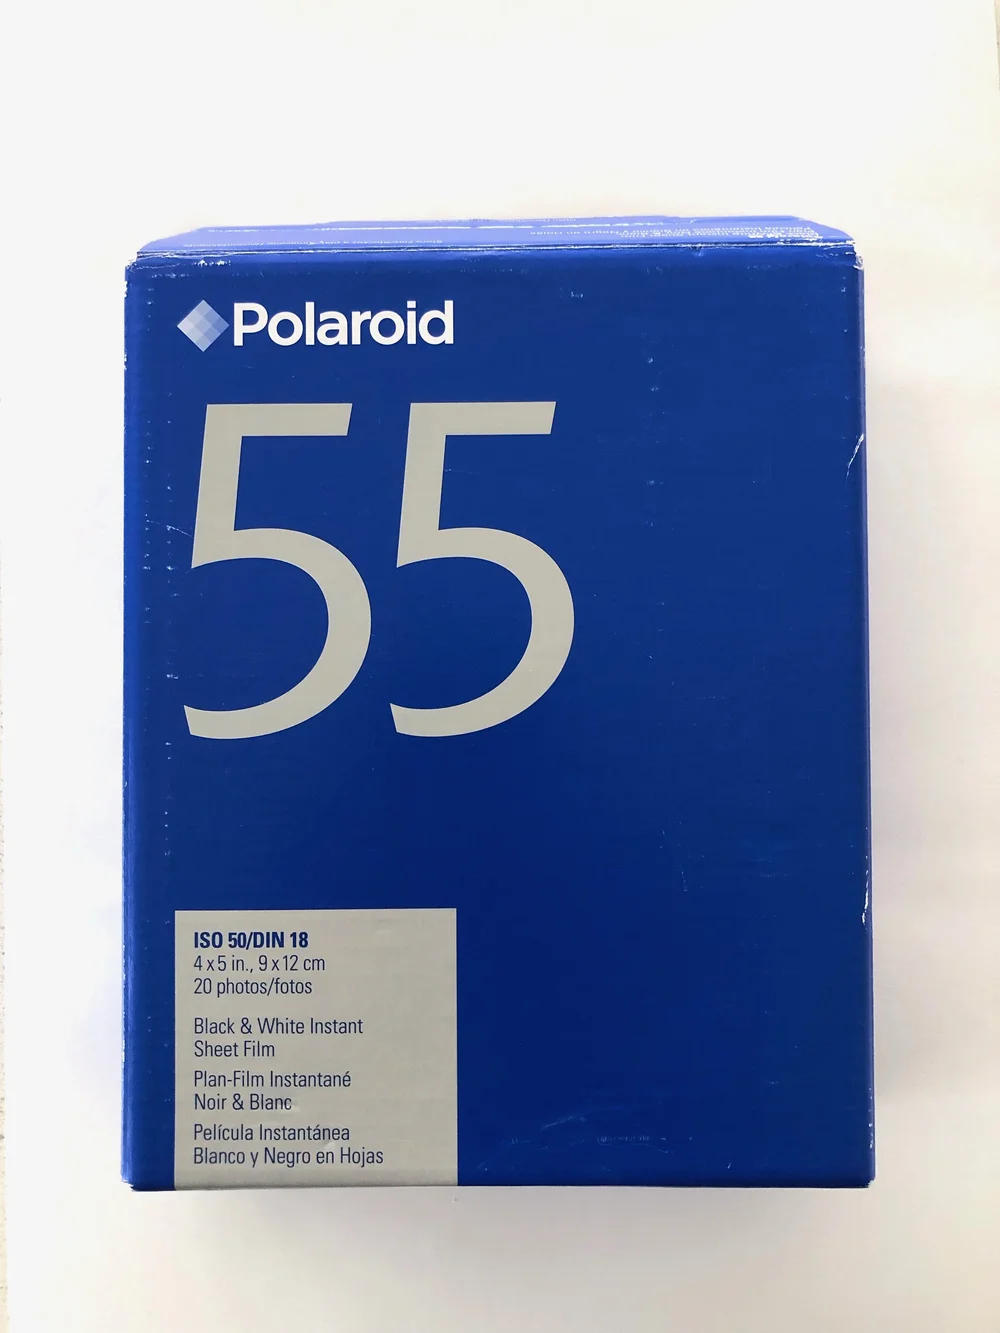 Polaroid
55
ISO 50/DIN 18
4 x 5 in., 9 x 12 cm
20 photos/fotos
Black & White Instant
Sheet Film
Plan-Film Instantané
Noir & Blanc
Película Instantánea
Blanco y Negro en Hojas